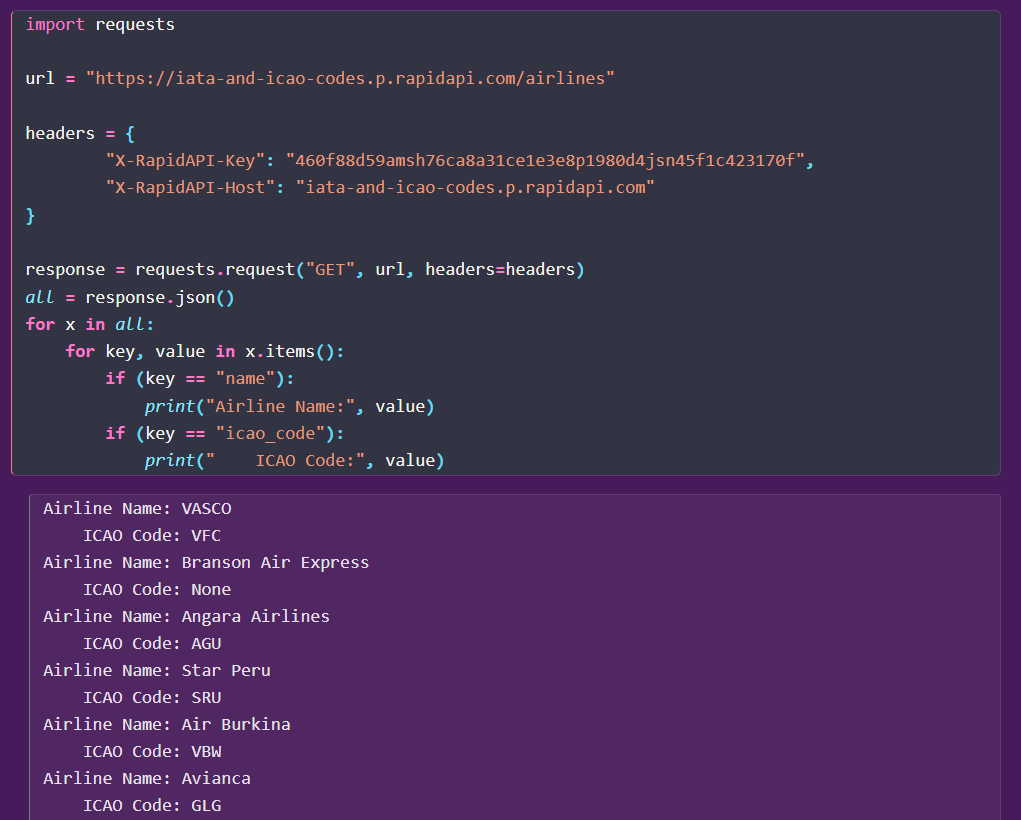 import requests
url = "https://iata-and-icao-codes.p.rapidapi.com/airlines"
headers = {
        "X-RapidAPI-Key": "460f88d59amsh76ca8a31ce1e3e8p1980d4jsn45f1c423170f",
        "X-RapidAPI-Host": "iata-and-icao-codes.p.rapidapi.com"
}
response = requests.request("GET", url, headers=headers)
all = response.json()
for x in all:
    for key, value in x.items():
        if (key == "name"):
            print("Airline Name:", value)
        if (key == "icao_code"):
            print("    ICAO Code:", value)
Airline Name: VASCO
    ICAO Code: VFC
Airline Name: Branson Air Express
    ICAO Code: None
Airline Name: Angara Airlines
    ICAO Code: AGU
Airline Name: Star Peru
    ICAO Code: SRU
Airline Name: Air Burkina
    ICAO Code: VBW
Airline Name: Avianca
    ICAO Code: GLG